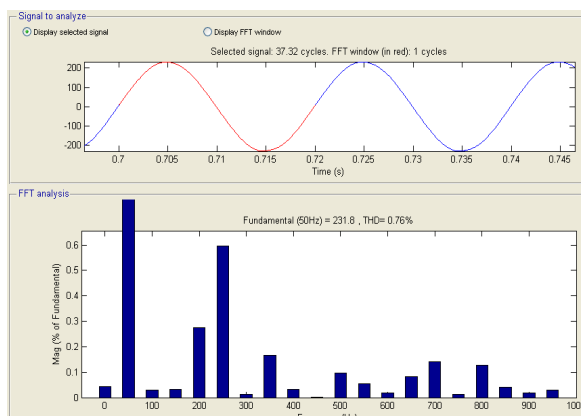 Signal to analyze
Display selected signal
Display FFT window
Selected signal: 37.32 cycles. FFT window (in red): 1 cycles
200
100
0
-100
-200
0.7 0.705 0.71 0.715 0.72 0.725 0.73 0.735 0.74 0.745
Time (s)
FFT analysis
Fundamental (50Hz) = 231.8 , THD= 0.76%
0.6
0.5
0.4
0.3
0.2
0.1
0
Mag (% of Fundamental)
0 100 200 300 400 500 600 700 800 900